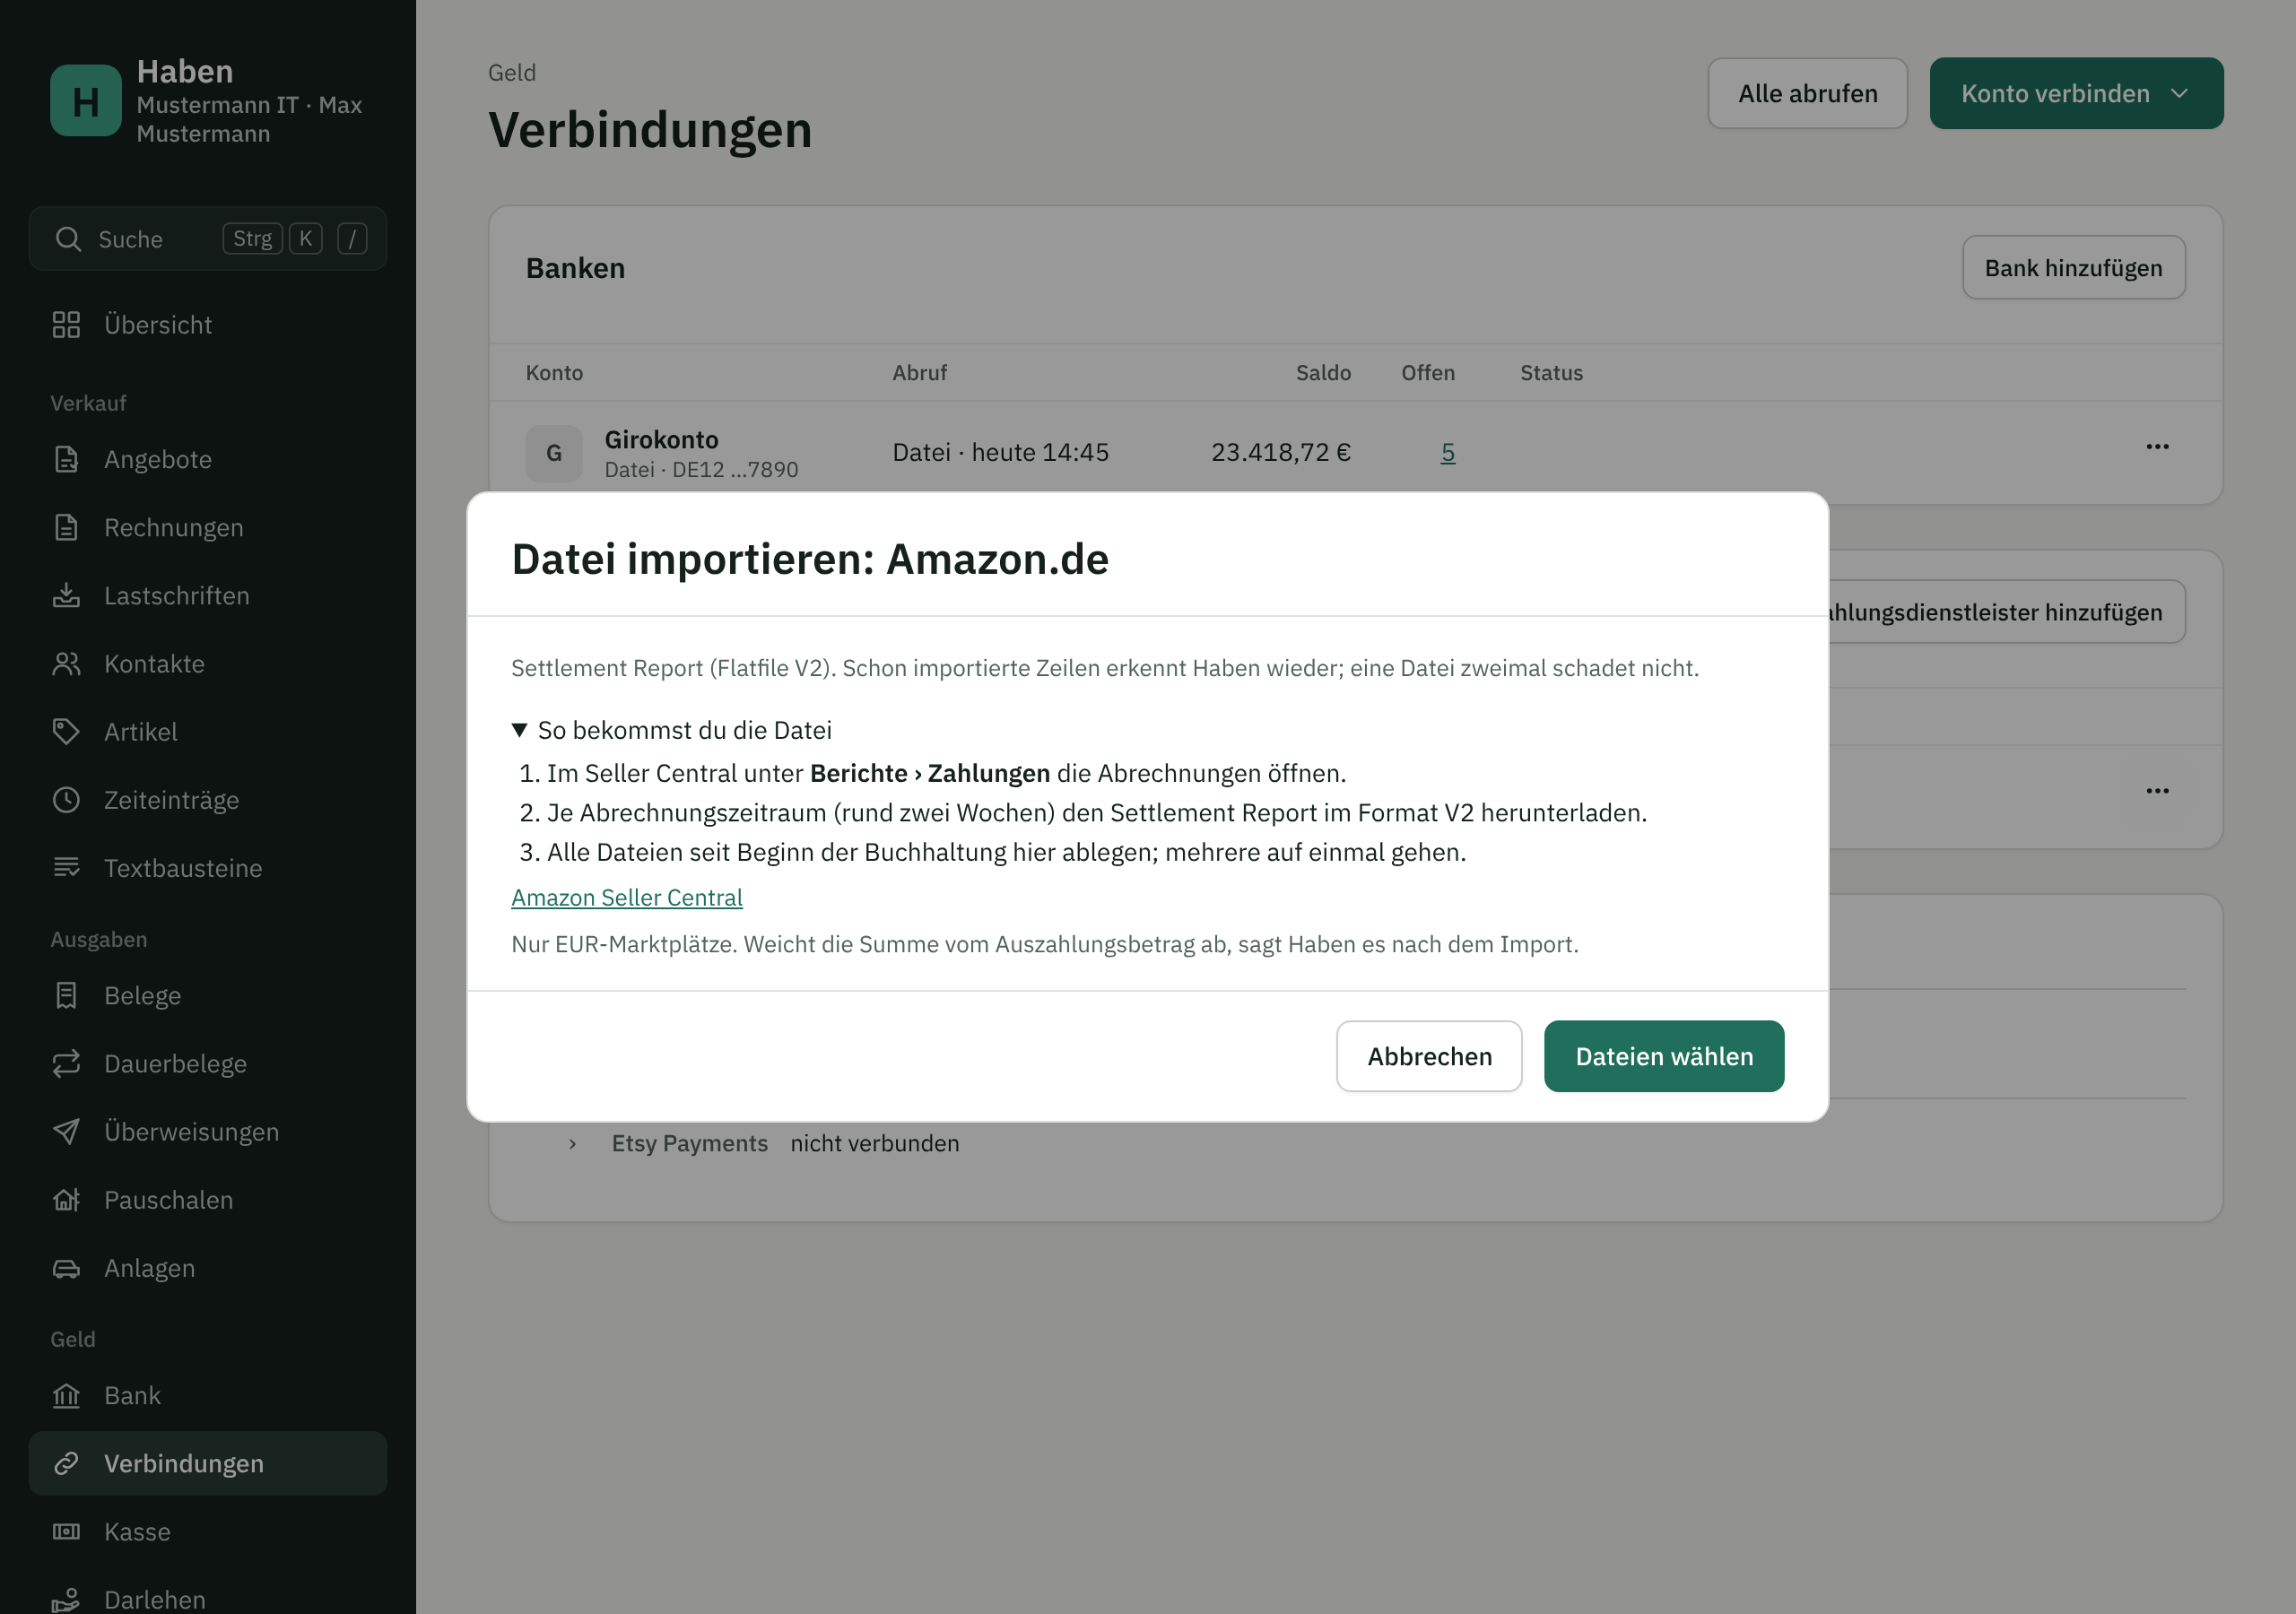 H
Haben
Mustermann IT · Max
Mustermann
Suche Strg K /
Übersicht
Verkauf
Angebote
Rechnungen
Lastschriften
Kontakte
Artikel
Zeiteinträge
Textbausteine
Ausgaben
Belege
Dauerbelege
Überweisungen
Pauschalen
Anlagen
Geld
Bank
Verbindungen
Kasse
Darlehen
Geld
Verbindungen
Alle abrufen
Konto verbinden
Banken
Bank hinzufügen
Konto Abruf Saldo Offen Status
G
Girokonto
Datei · DE12 ...7890
Datei · heute 14:45 23.418,72 € 5
ahlungsdienstleister hinzufügen
Datei importieren: Amazon.de
Settlement Report (Flatfile V2). Schon importierte Zeilen erkennt Haben wieder; eine Datei zweimal schadet nicht.
▼ So bekommst du die Datei
1. Im Seller Central unter Berichte › Zahlungen die Abrechnungen öffnen.
2. Je Abrechnungszeitraum (rund zwei Wochen) den Settlement Report im Format V2 herunterladen.
3. Alle Dateien seit Beginn der Buchhaltung hier ablegen; mehrere auf einmal gehen.
Amazon Seller Central
Nur EUR-Marktplätze. Weicht die Summe vom Auszahlungsbetrag ab, sagt Haben es nach dem Import.
Abbrechen
Dateien wählen
› Etsy Payments nicht verbunden